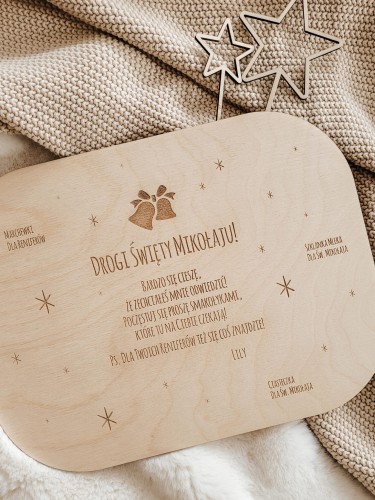 Drogi Święty Mikołaju!
Marchewki
Dla Reniferów
Szklanka Mleka
Dla Św. Mikołaja
Bardzo się cieszę,
że zechciałeś mnie odwiedzić!
Poczęstuj się proszę smakołykami,
które tu na Ciebie czekają!
Ps. Dla Twoich Reniferów też się coś znajdzie!
Lily
Ciasteczka
Dla Św. Mikołaja